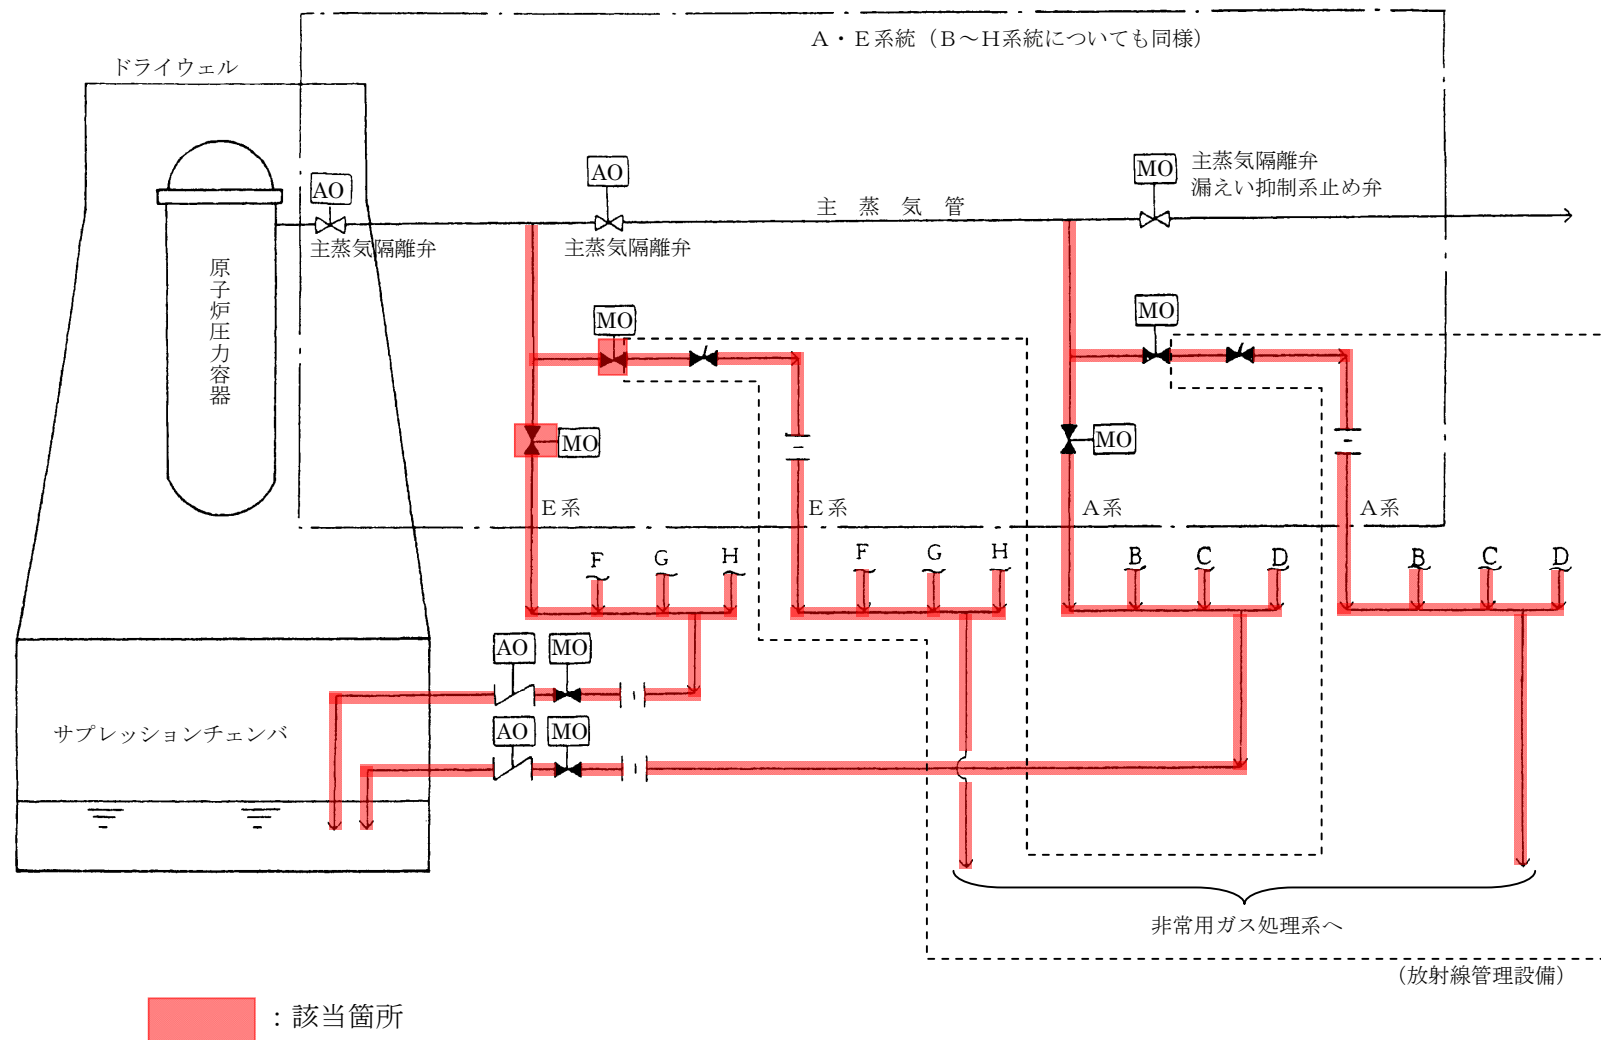 A・E系統（B～H系統についても同様）
ドライウェル
AO
AO
MO
主蒸気隔離弁
漏えい抑制系止め弁
主蒸気管
主蒸気隔離弁
主蒸気隔離弁
原子炉圧力容器
MO
MO
MO
MO
E系
E系
A系
A系
F
G
H
F
G
H
B
C
D
B
C
D
AO
MO
サプレッションチェンバ
AO
MO
非常用ガス処理系へ
（放射線管理設備）
：該当箇所